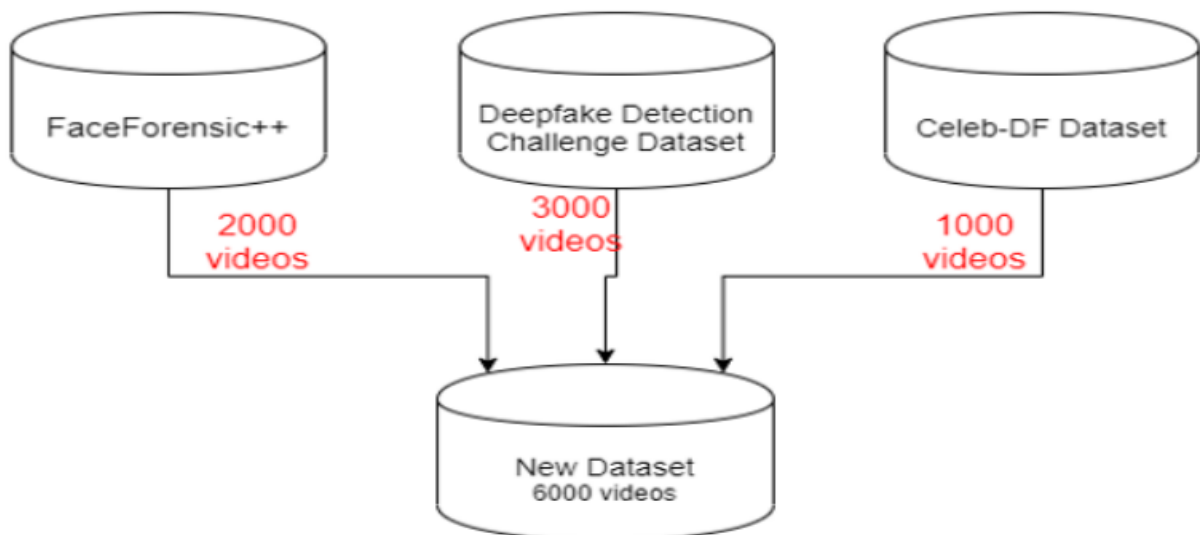 FaceForensic++
Deepfake Detection
Challenge Dataset
Celeb-DF Dataset
2000
videos
3000
videos
1000
videos
New Dataset
6000 videos